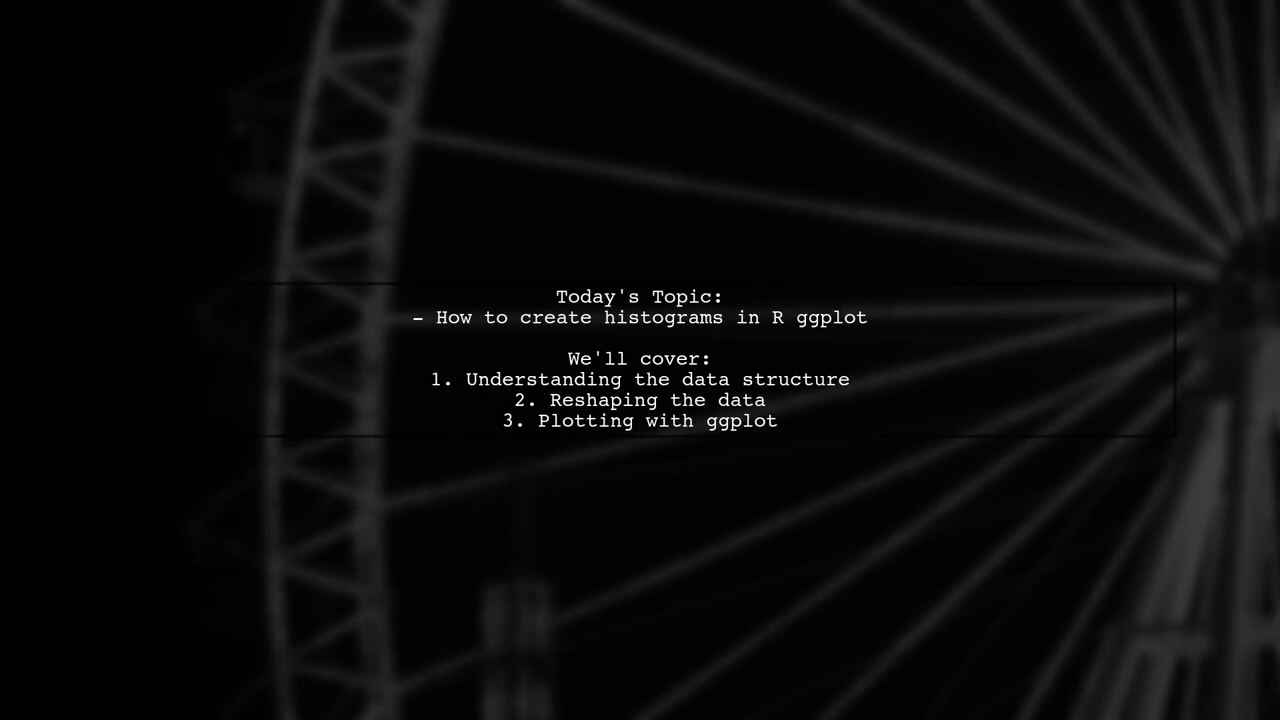 Today's Topic:
- How to create histograms in R ggplot
We'll cover:
1. Understanding the data structure
2. Reshaping the data
3. Plotting with ggplot